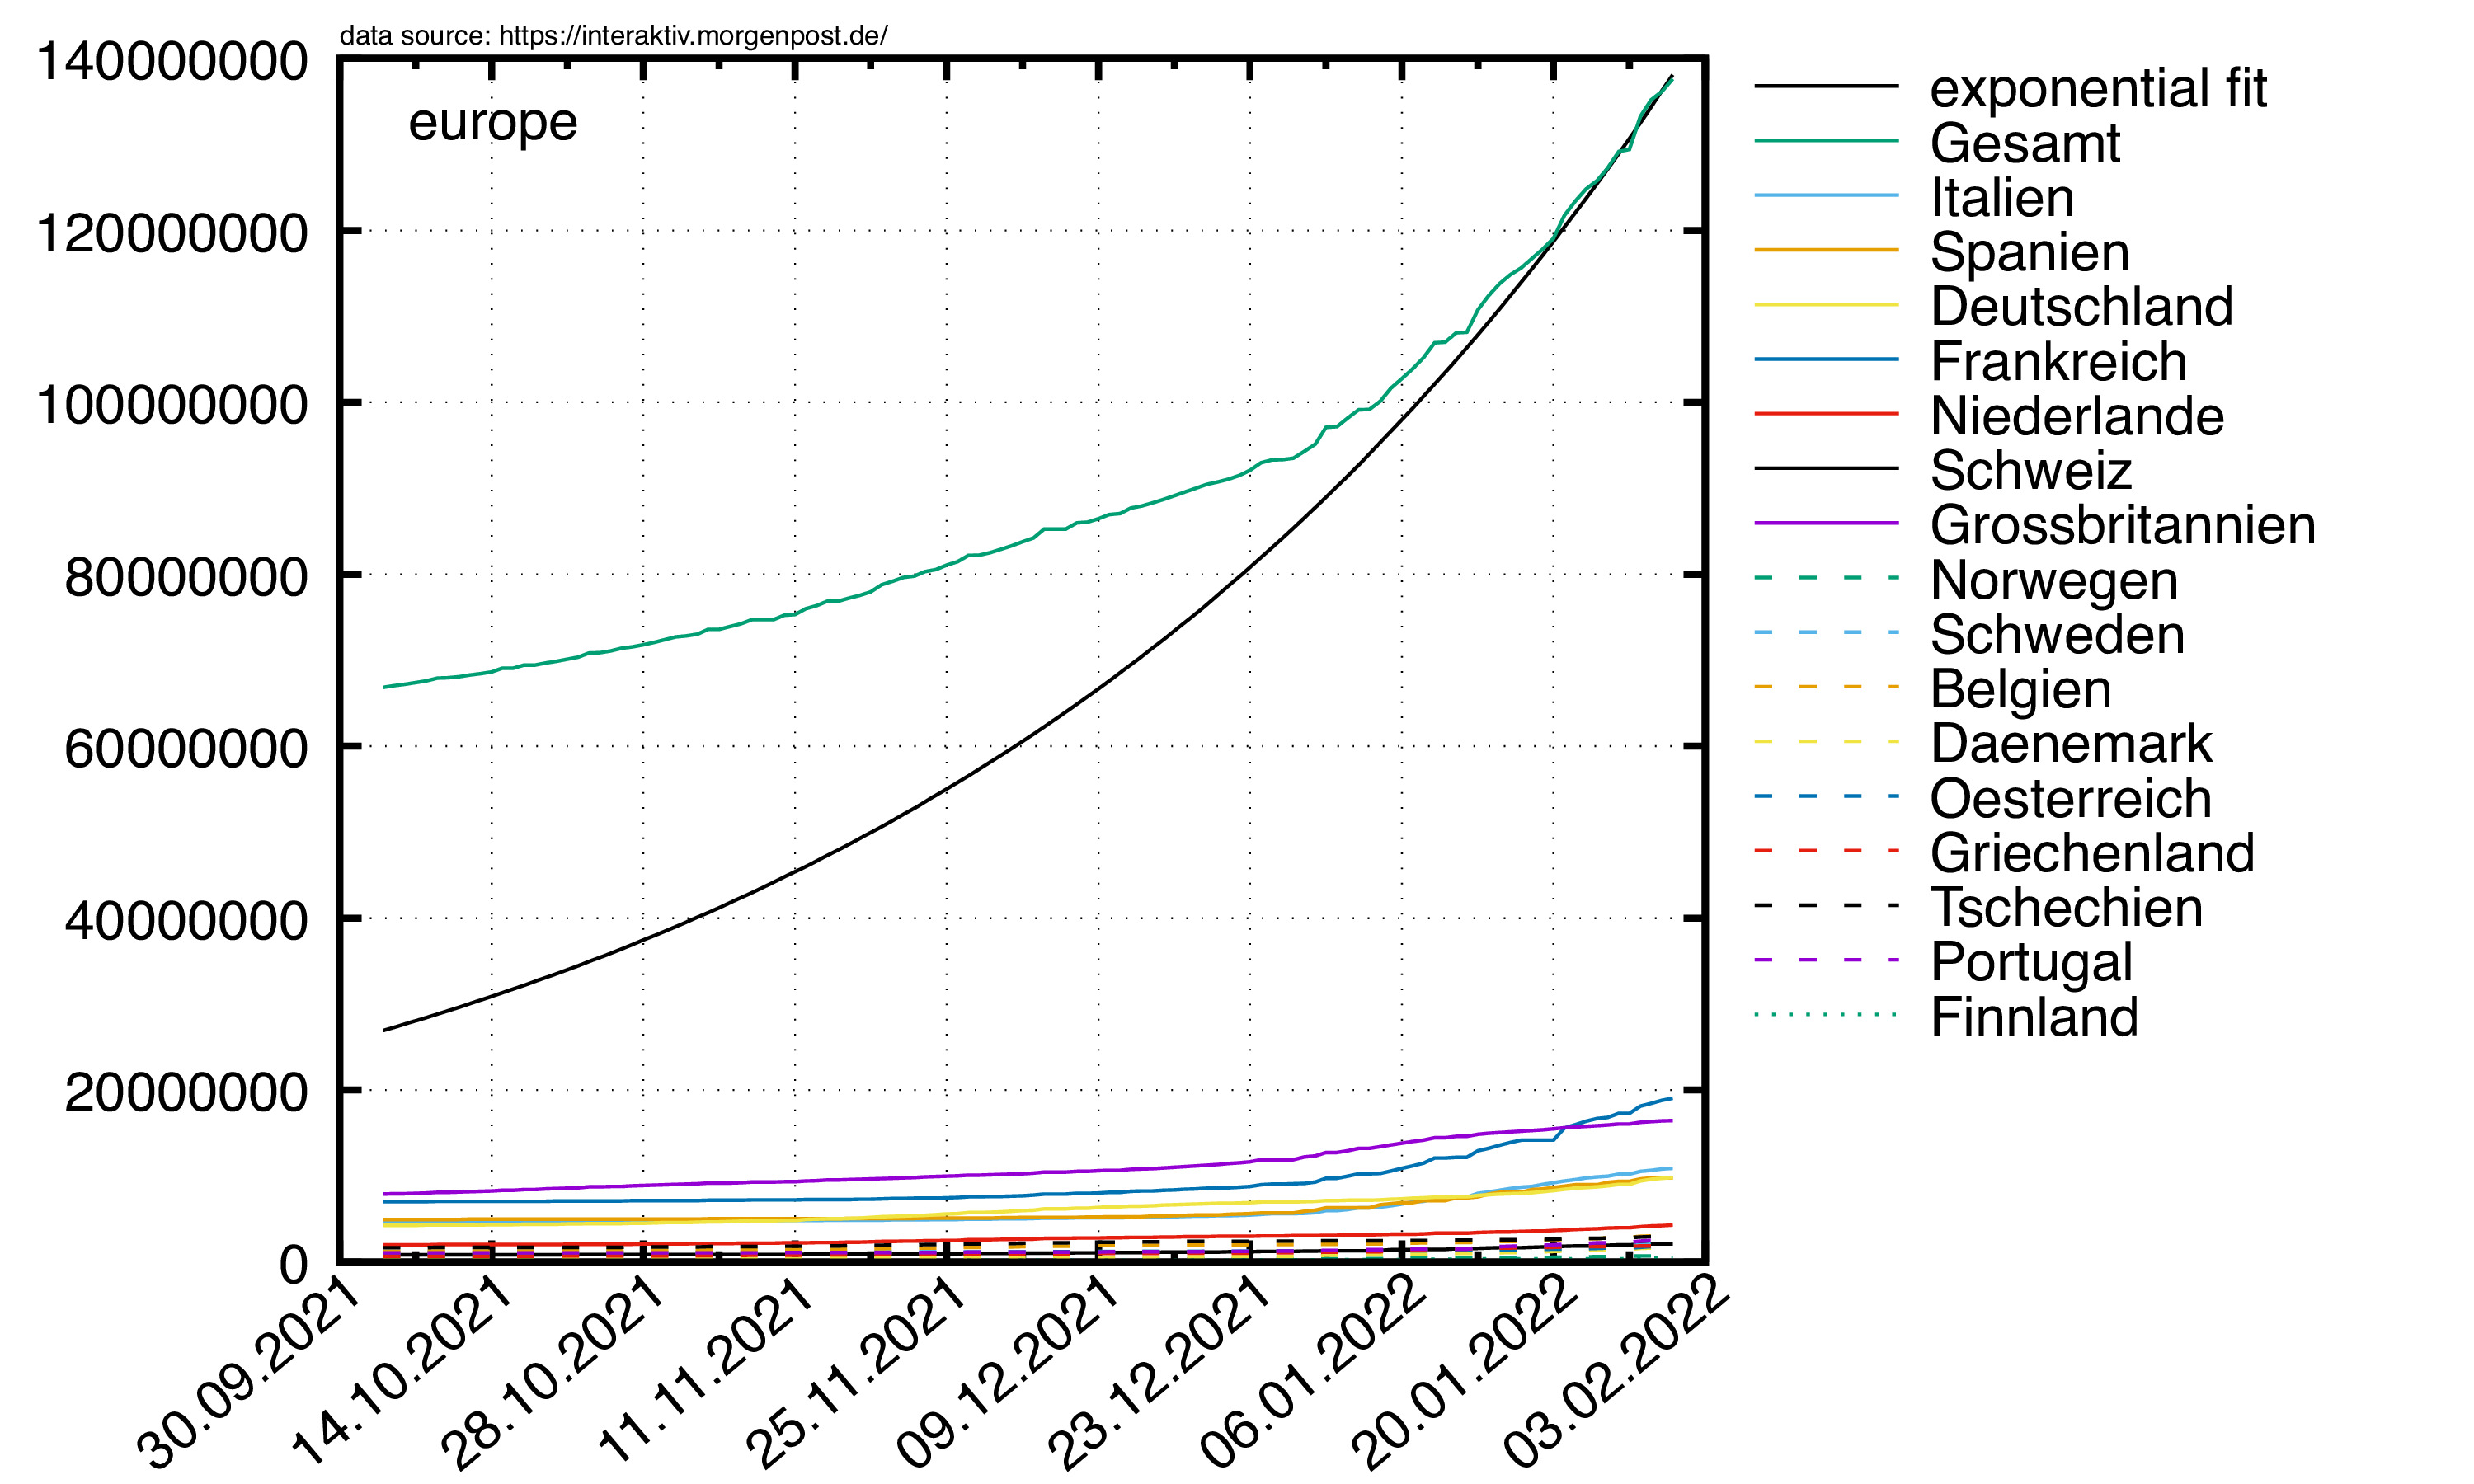 data source: https://interaktiv.morgenpost.de/
europe
140000000
120000000
100000000
80000000
60000000
40000000
20000000
0
30.09.2021
14.10.2021
28.10.2021
11.11.2021
25.11.2021
09.12.2021
23.12.2021
06.01.2022
20.01.2022
03.02.2022
exponential fit
Gesamt
Italien
Spanien
Deutschland
Frankreich
Niederlande
Schweiz
Grossbritannien
Norwegen
Schweden
Belgien
Daenemark
Oesterreich
Griechenland
Tschechien
Portugal
Finnland